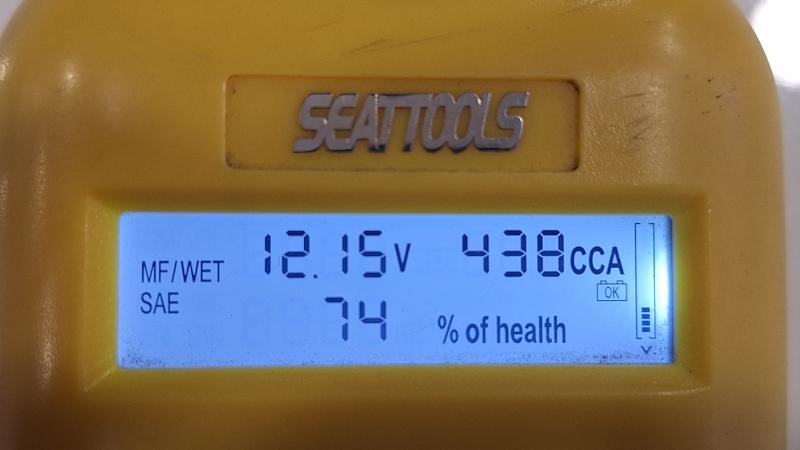 SEATTOOLS
MF/WET 12.15V 438CCA
OK
SAE 74 % of health